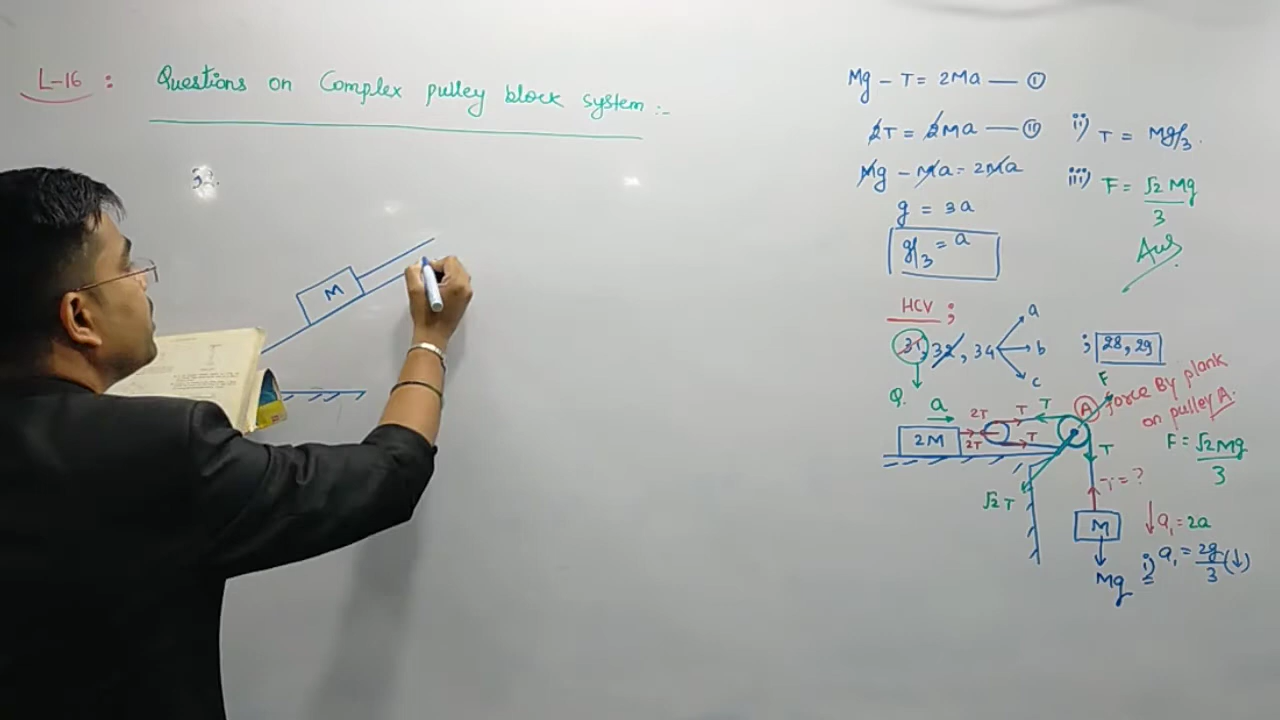 L-16 : Questions on Complex pulley block system :-
32.
M
Mg - T = 2Ma — ①
2T = 2Ma — ②
Mg - Ma = 2Ma
g = 3a
g/3 = a
ii) T = Mg/3.
iii) F = √2 Mg/3
Ans
HCV ;
31, 32, 34
a
b
c
; 28, 29
Q.
a
2M
2T
2T
T
T
T
A
F
Force By plank
on pulley A.
F = √2Mg/3
T
√2 T
T = ?
M
Mg
a₁ = 2a
i) a₁ = 2g/3 (↓)